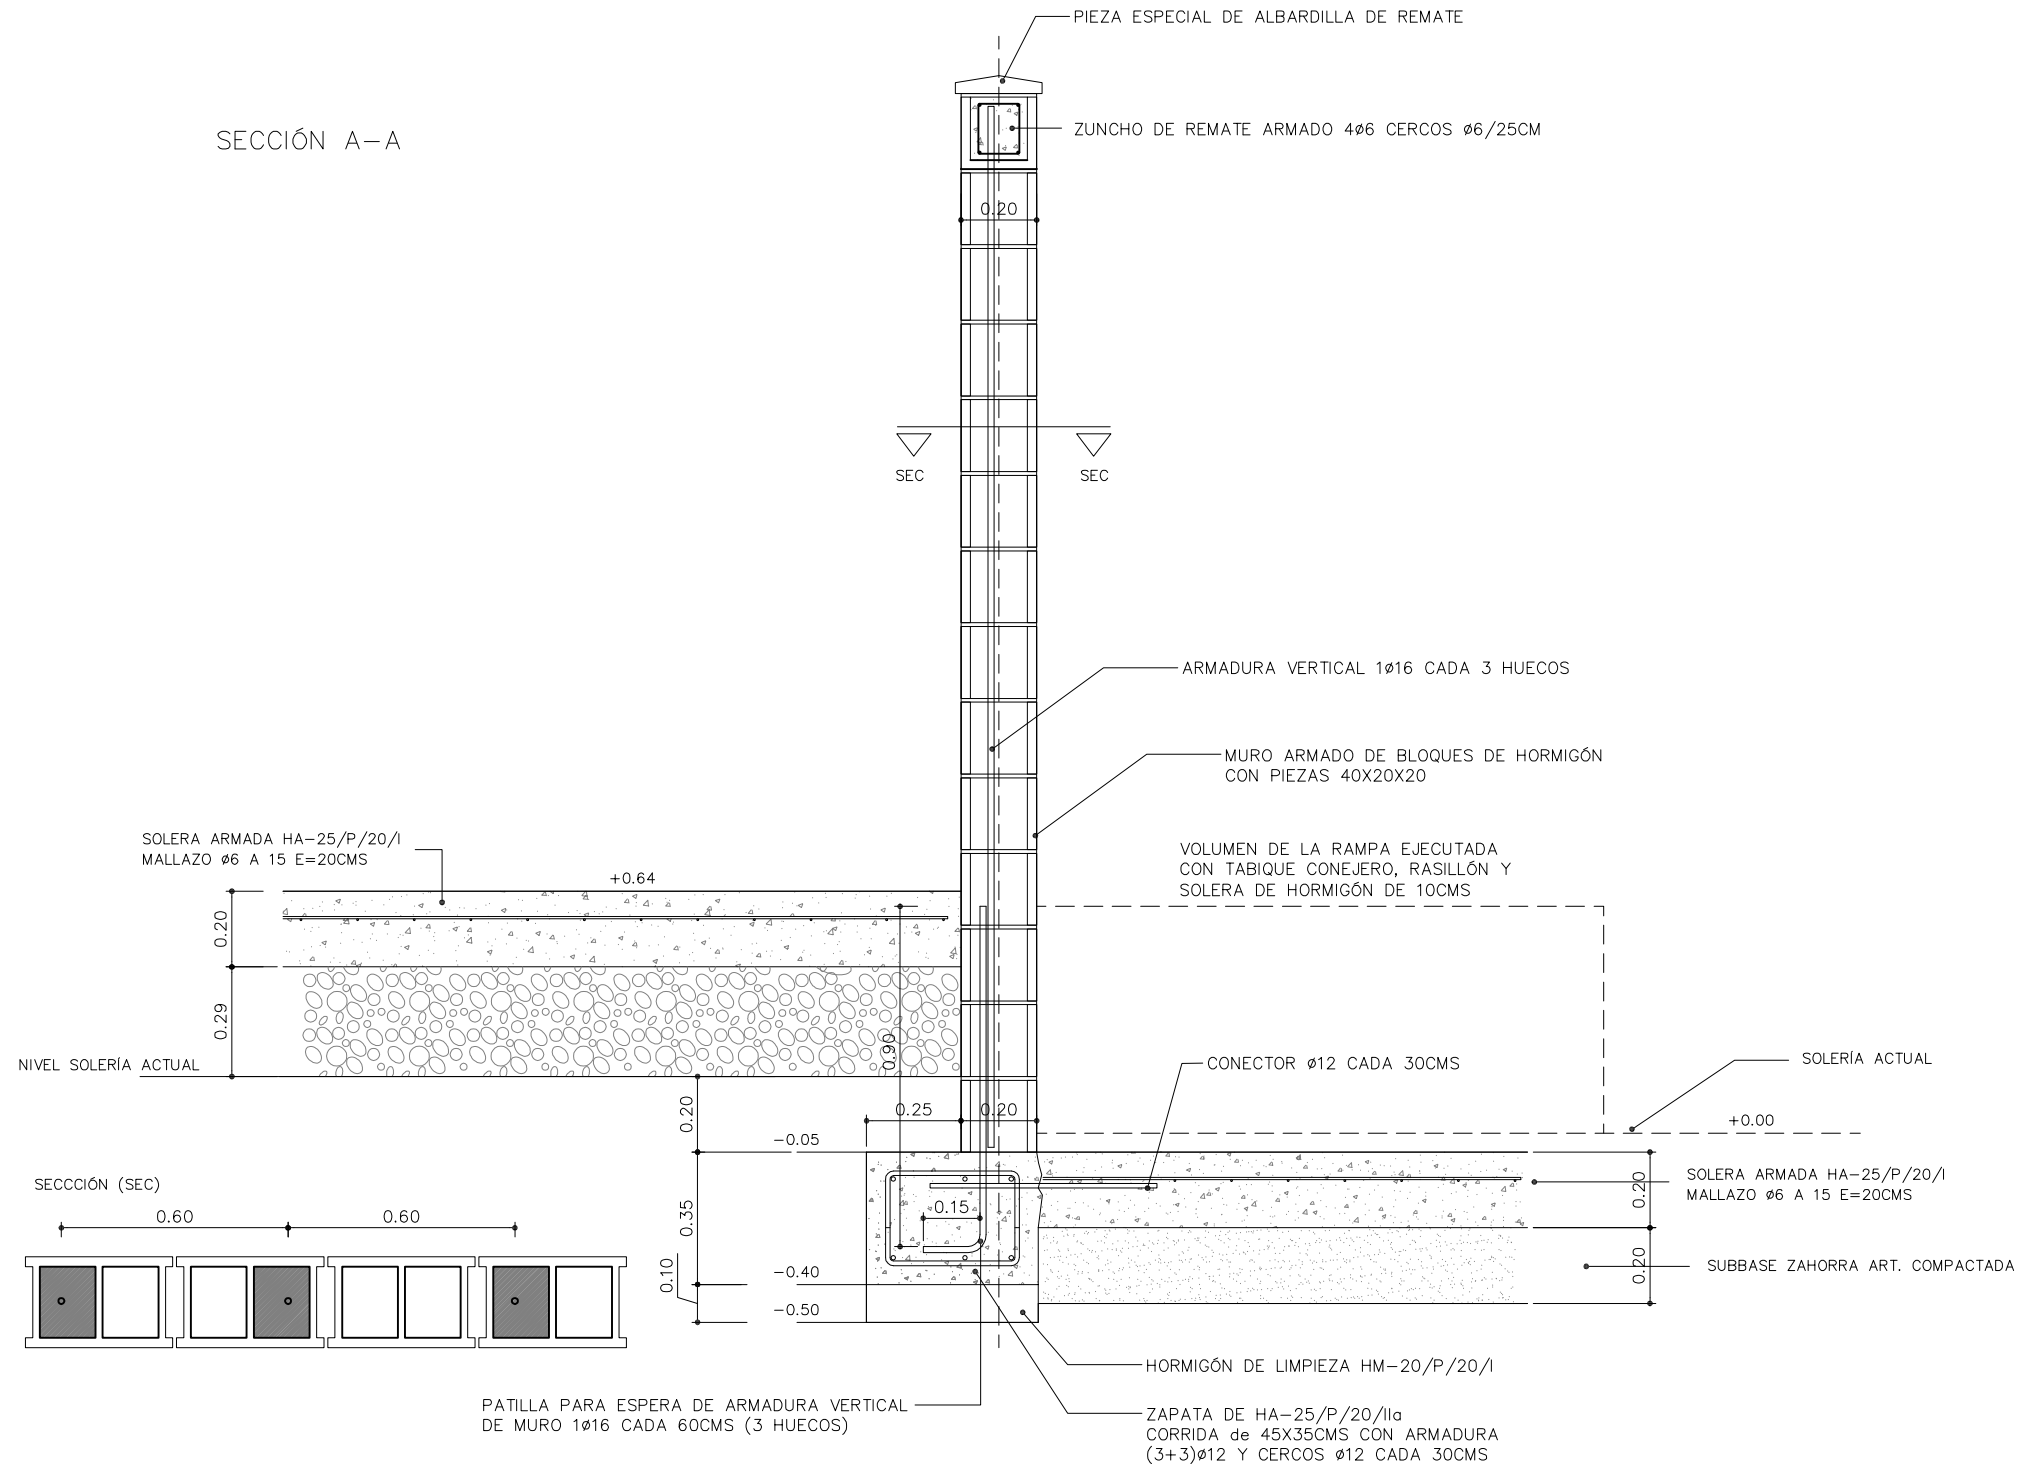 PIEZA ESPECIAL DE ALBARDILLA DE REMATE
SECCIÓN A-A
ZUNCHO DE REMATE ARMADO 4ø6 CERCOS ø6/25CM
0.20
SEC
SEC
ARMADURA VERTICAL 1ø16 CADA 3 HUECOS
MURO ARMADO DE BLOQUES DE HORMIGÓN
CON PIEZAS 40X20X20
SOLERA ARMADA HA-25/P/20/I
MALLAZO ø6 A 15 E=20CMS
VOLUMEN DE LA RAMPA EJECUTADA
CON TABIQUE CONEJERO, RASILLÓN Y
SOLERA DE HORMIGÓN DE 10CMS
+0.64
0.20
0.29
0.90
NIVEL SOLERÍA ACTUAL
CONECTOR ø12 CADA 30CMS
SOLERÍA ACTUAL
0.20
0.25
0.20
+0.00
-0.05
SECCCIÓN (SEC)
0.60
0.60
0.35
0.15
0.20
SOLERA ARMADA HA-25/P/20/I
MALLAZO ø6 A 15 E=20CMS
0.10
-0.40
-0.50
0.20
SUBBASE ZAHORRA ART. COMPACTADA
HORMIGÓN DE LIMPIEZA HM-20/P/20/I
PATILLA PARA ESPERA DE ARMADURA VERTICAL
DE MURO 1ø16 CADA 60CMS (3 HUECOS)
ZAPATA DE HA-25/P/20/IIa
CORRIDA de 45X35CMS CON ARMADURA
(3+3)ø12 Y CERCOS ø12 CADA 30CMS